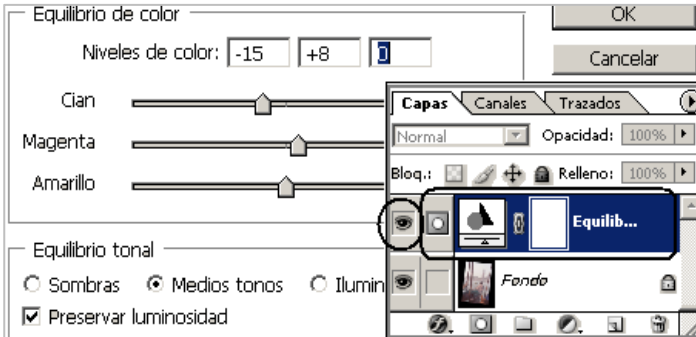 Equilibrio de color
Niveles de color: -15 +8 0
OK
Cancelar
Cian
Magenta
Amarillo
Equilibrio tonal
Sombras Medios tonos Ilumin
Preservar luminosidad
Capas Canales Trazados
Normal Opacidad: 100%
Bloq.: Relleno: 100%
Equilib...
Fondo